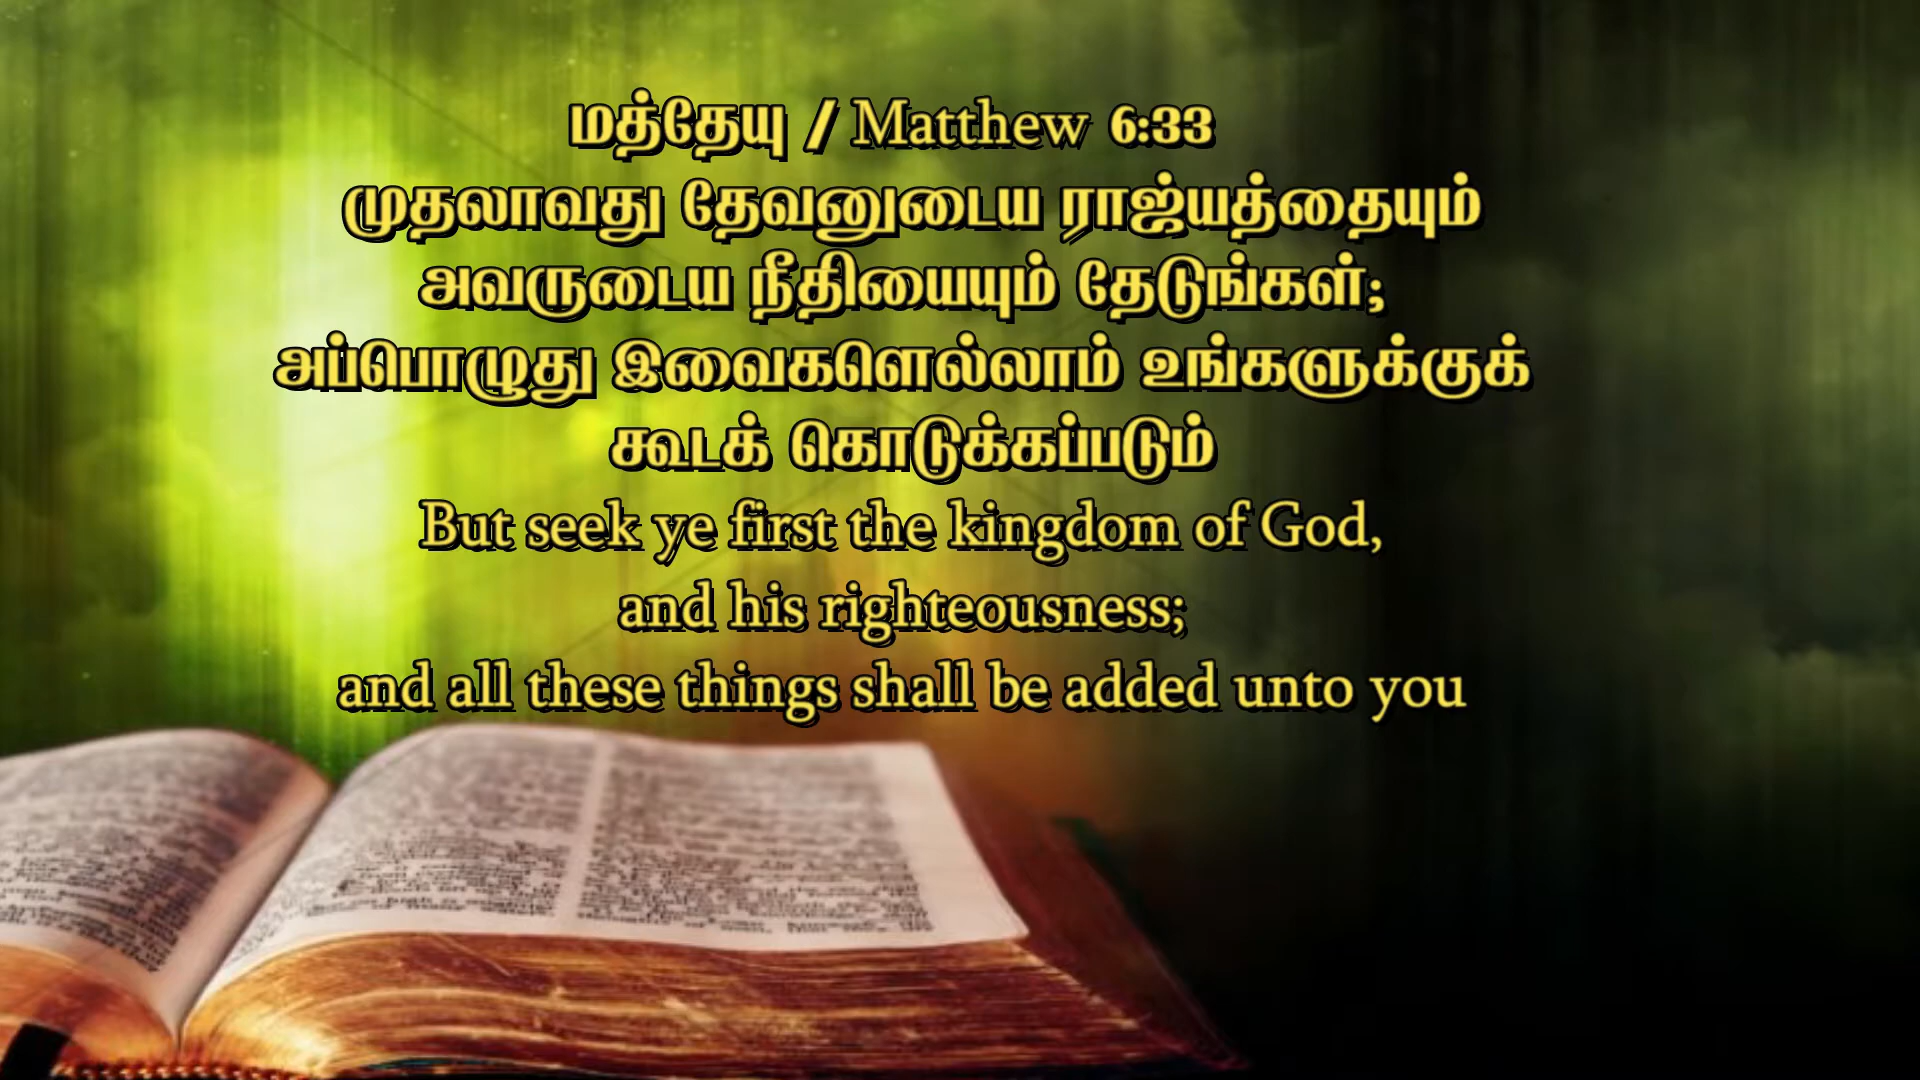 மத்தேயு / Matthew 6:33
முதலாவது தேவனுடைய ராஜ்யத்தையும்
அவருடைய நீதியையும் தேடுங்கள்;
அப்பொழுது இவைகளெல்லாம் உங்களுக்குக்
கூடக் கொடுக்கப்படும்
But seek ye first the kingdom of God,
and his righteousness;
and all these things shall be added unto you